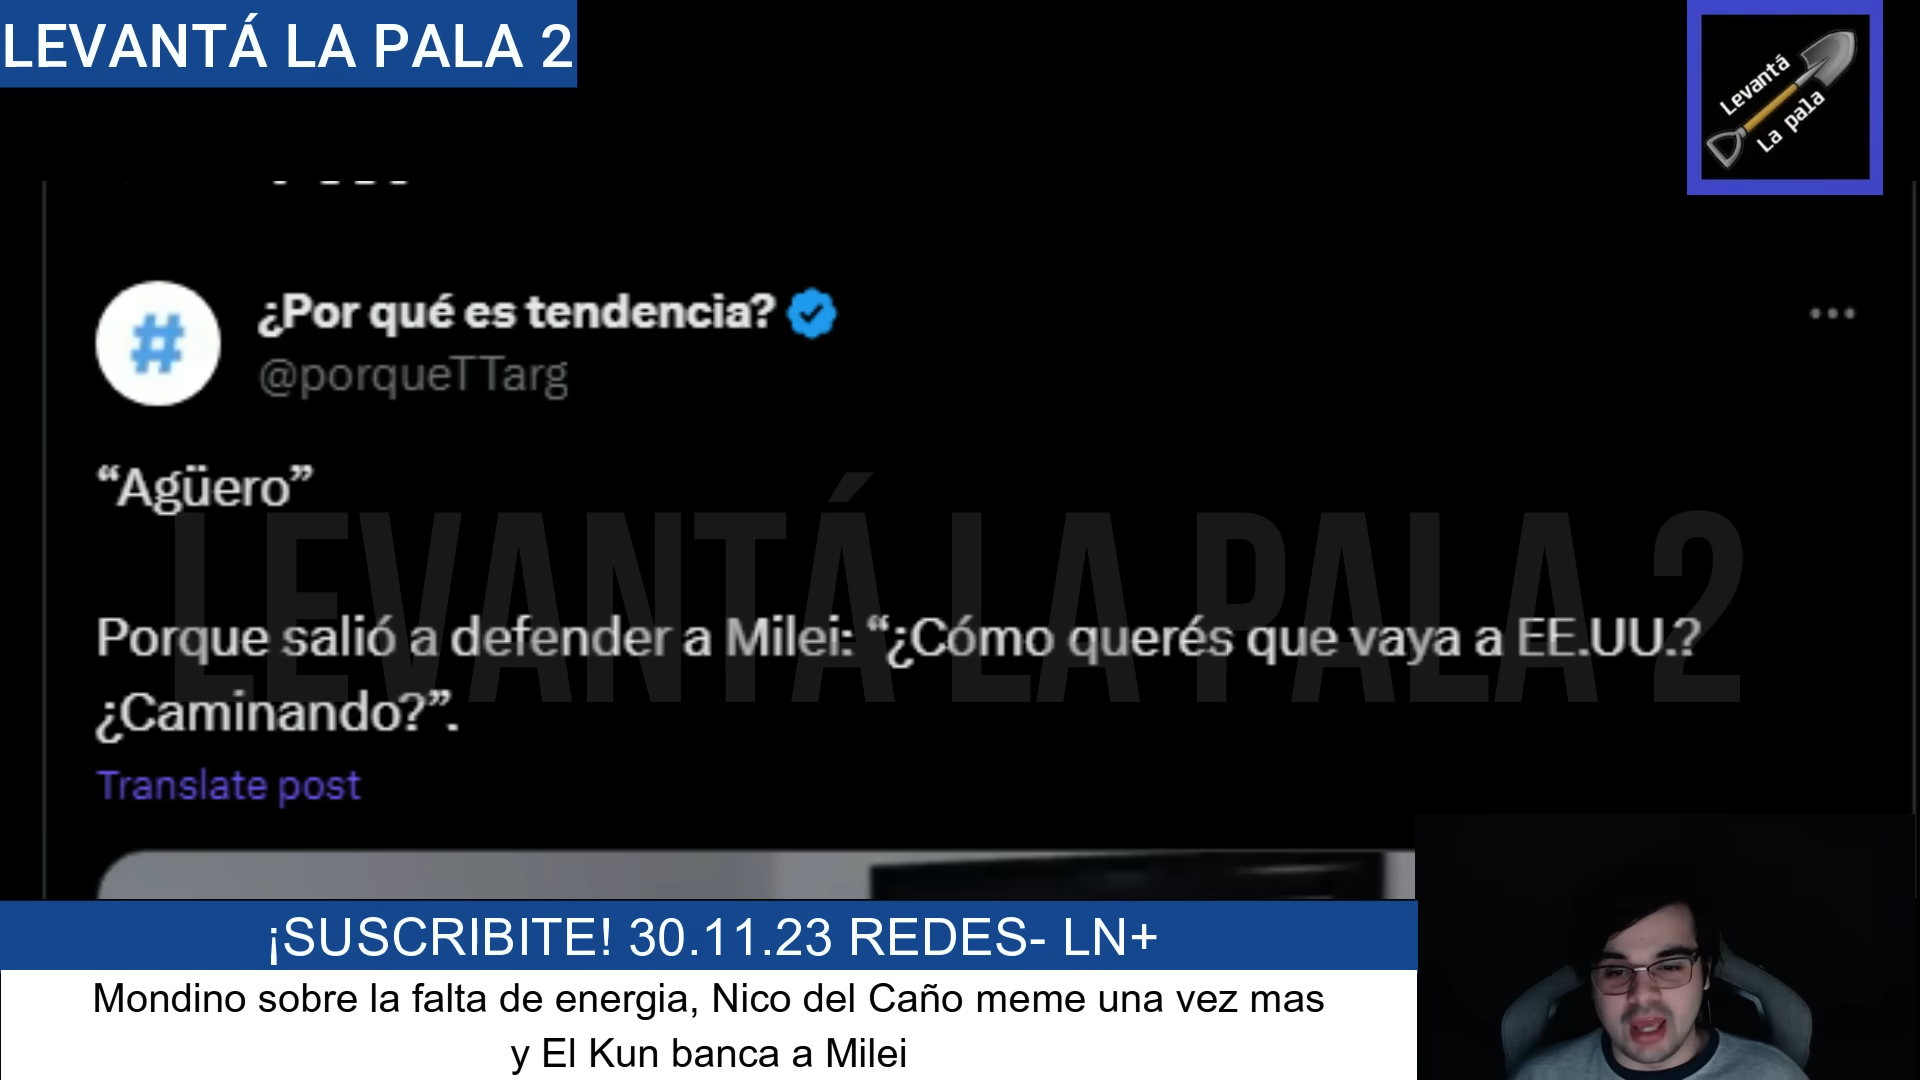 LEVANTÁ LA PALA 2
Levantá
La pala
¿Por qué es tendencia?
@porqueTTarg
“Agüero”
LEVANTÁ LA PALA 2
Porque salió a defender a Milei: “¿Cómo querés que vaya a EE.UU.?
¿Caminando?”.
Translate post
¡SUSCRIBITE! 30.11.23 REDES- LN+
Mondino sobre la falta de energia, Nico del Caño meme una vez mas
y El Kun banca a Milei